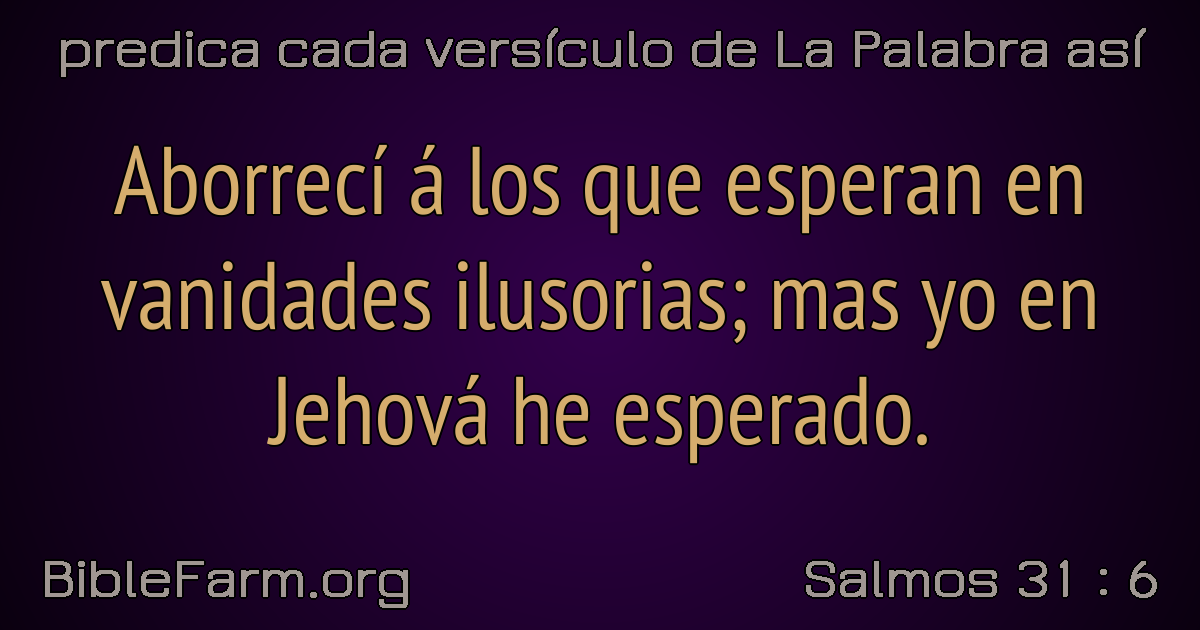 predica cada versículo de La Palabra así
Aborrecí á los que esperan en
vanidades ilusorias; mas yo en
Jehová he esperado.
BibleFarm.org
Salmos 31 : 6